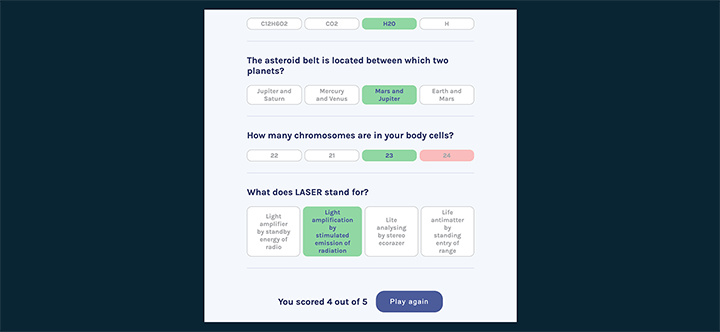 C12H6O2 CO2 H2O H
The asteroid belt is located between which two
planets?
Jupiter and
Saturn
Mercury
and Venus
Mars and
Jupiter
Earth and
Mars
How many chromosomes are in your body cells?
22 21 23 24
What does LASER stand for?
Light
amplifier
by standby
energy of
radio
Light
amplification
by
stimulated
emission of
radiation
Lite
analysing
by stereo
ecorazer
Life
antimatter
by
standing
entry of
range
You scored 4 out of 5 Play again